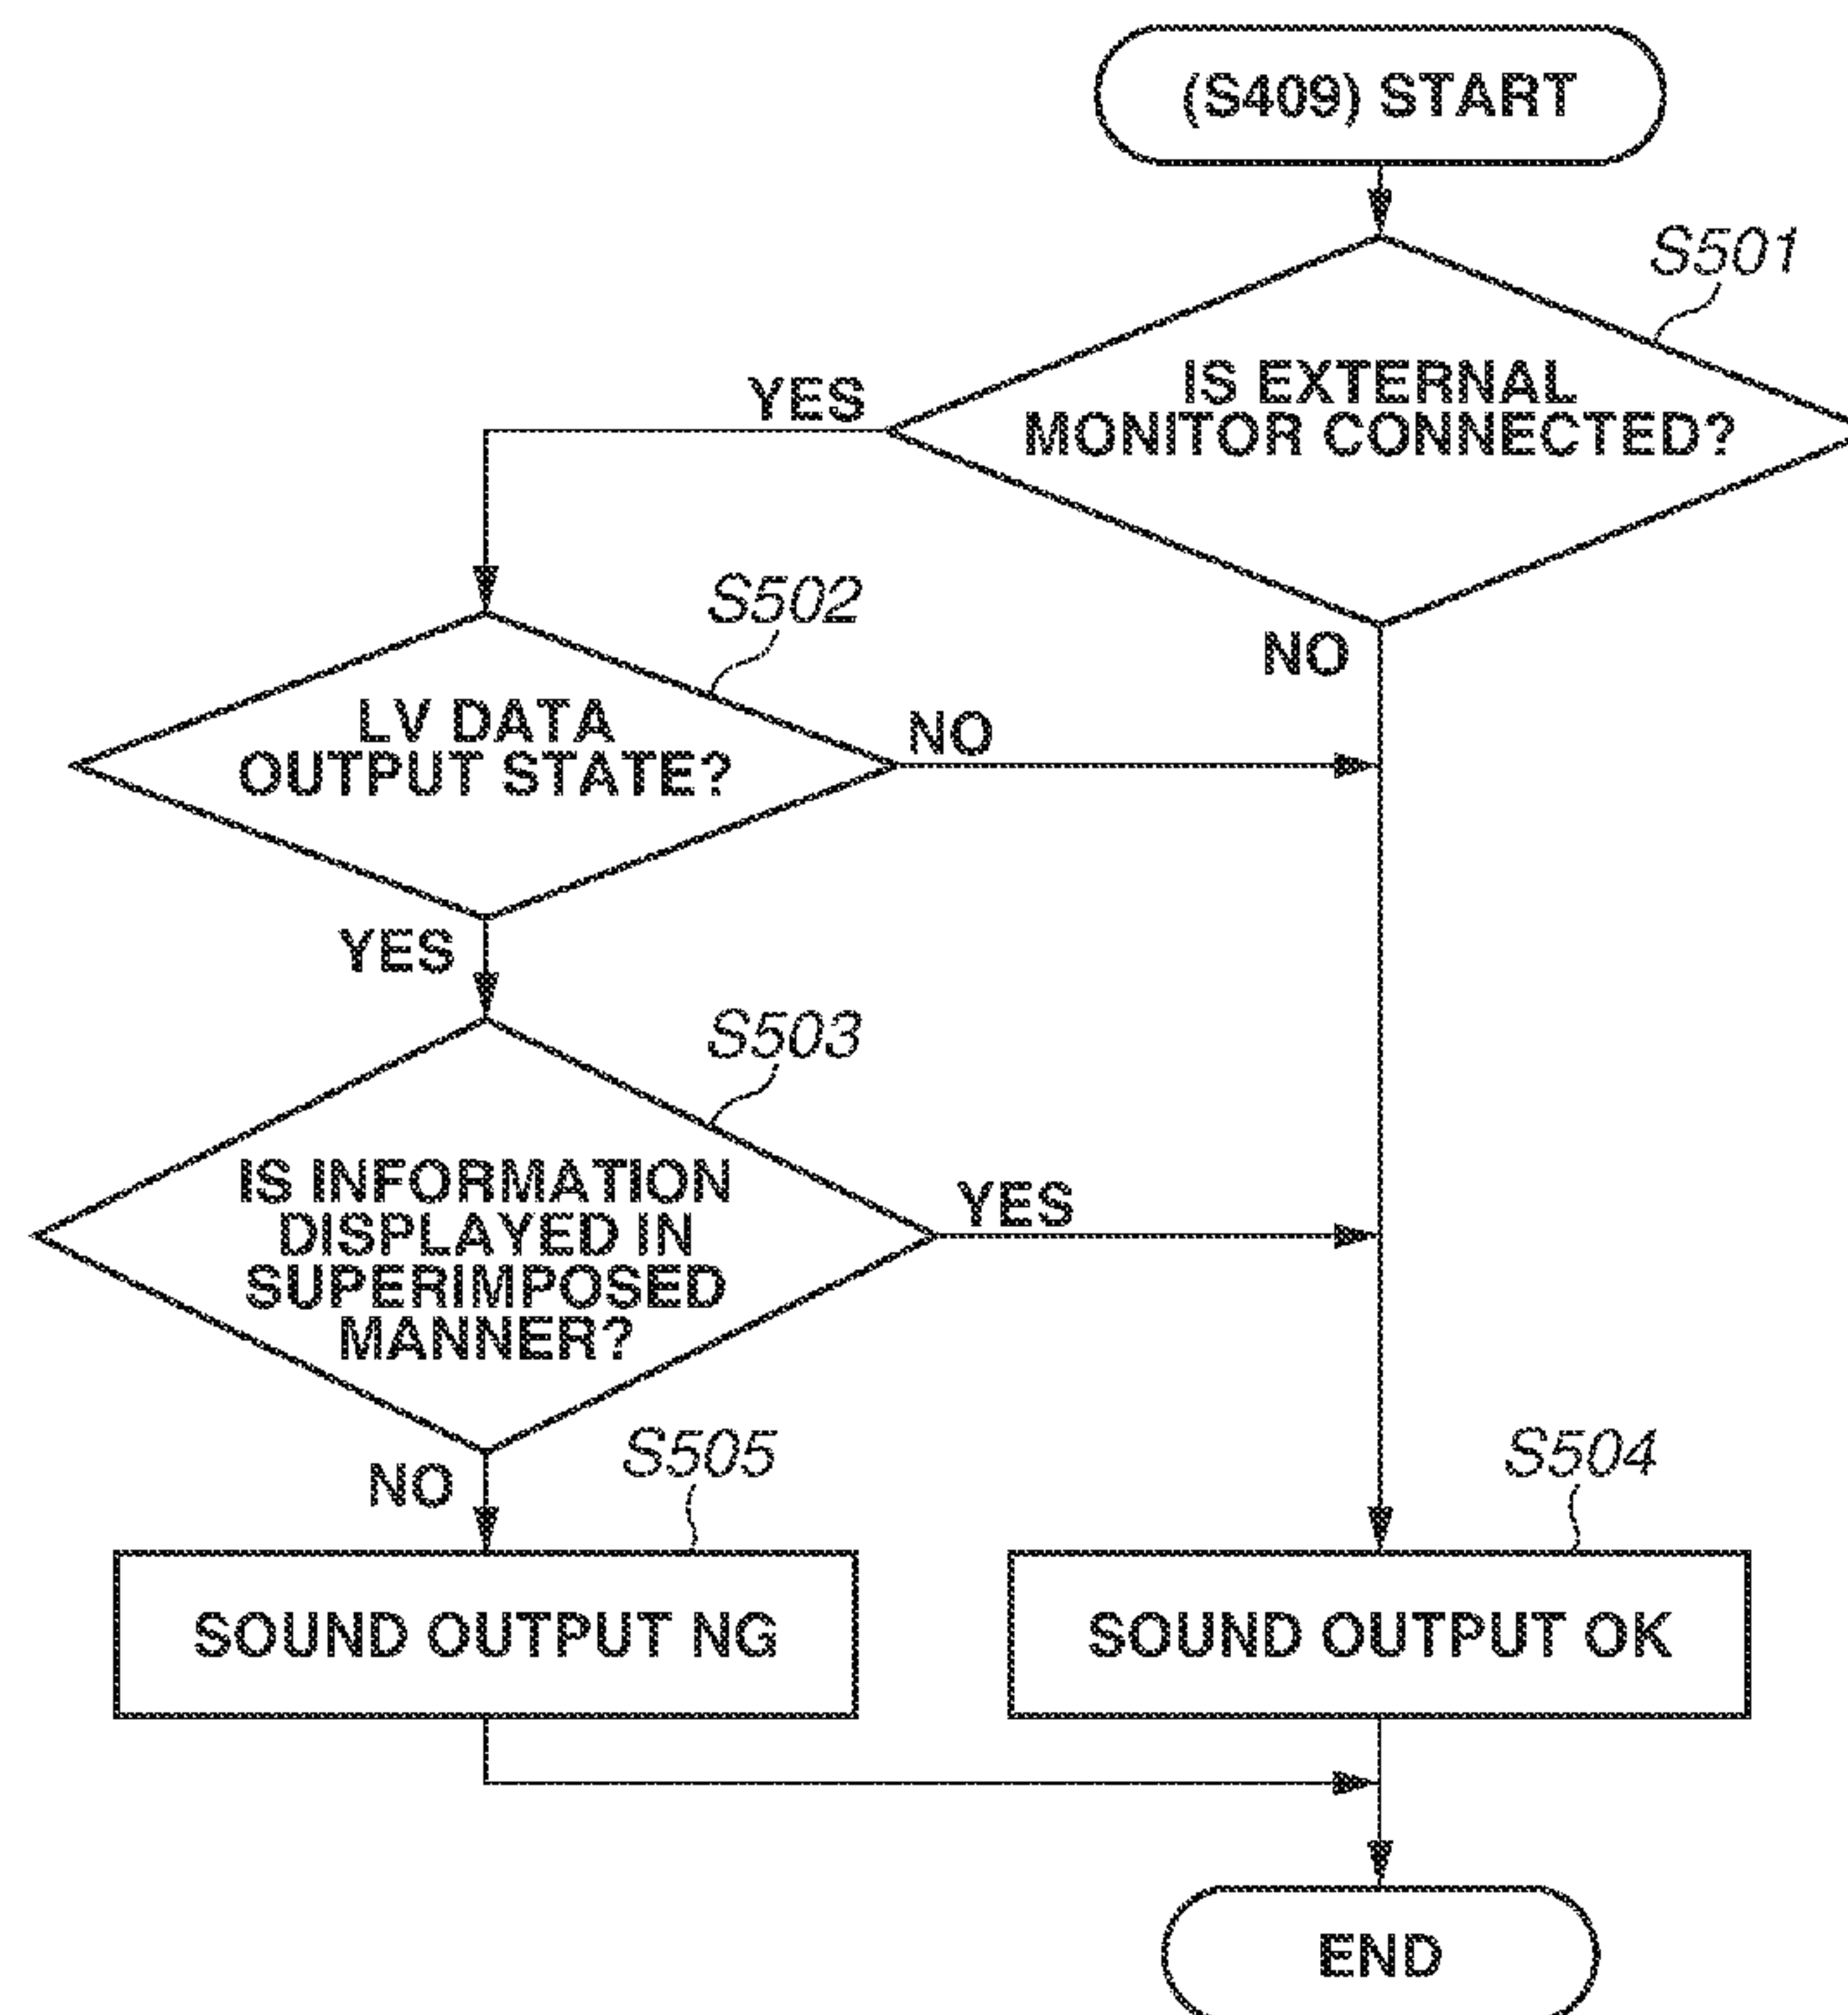 (S409) START
S501
IS EXTERNAL
MONITOR CONNECTED?
YES
NO
S502
LV DATA
OUTPUT STATE?
NO
YES
S503
IS INFORMATION
DISPLAYED IN
SUPERIMPOSED
MANNER?
YES
NO
S505
SOUND OUTPUT NG
S504
SOUND OUTPUT OK
END